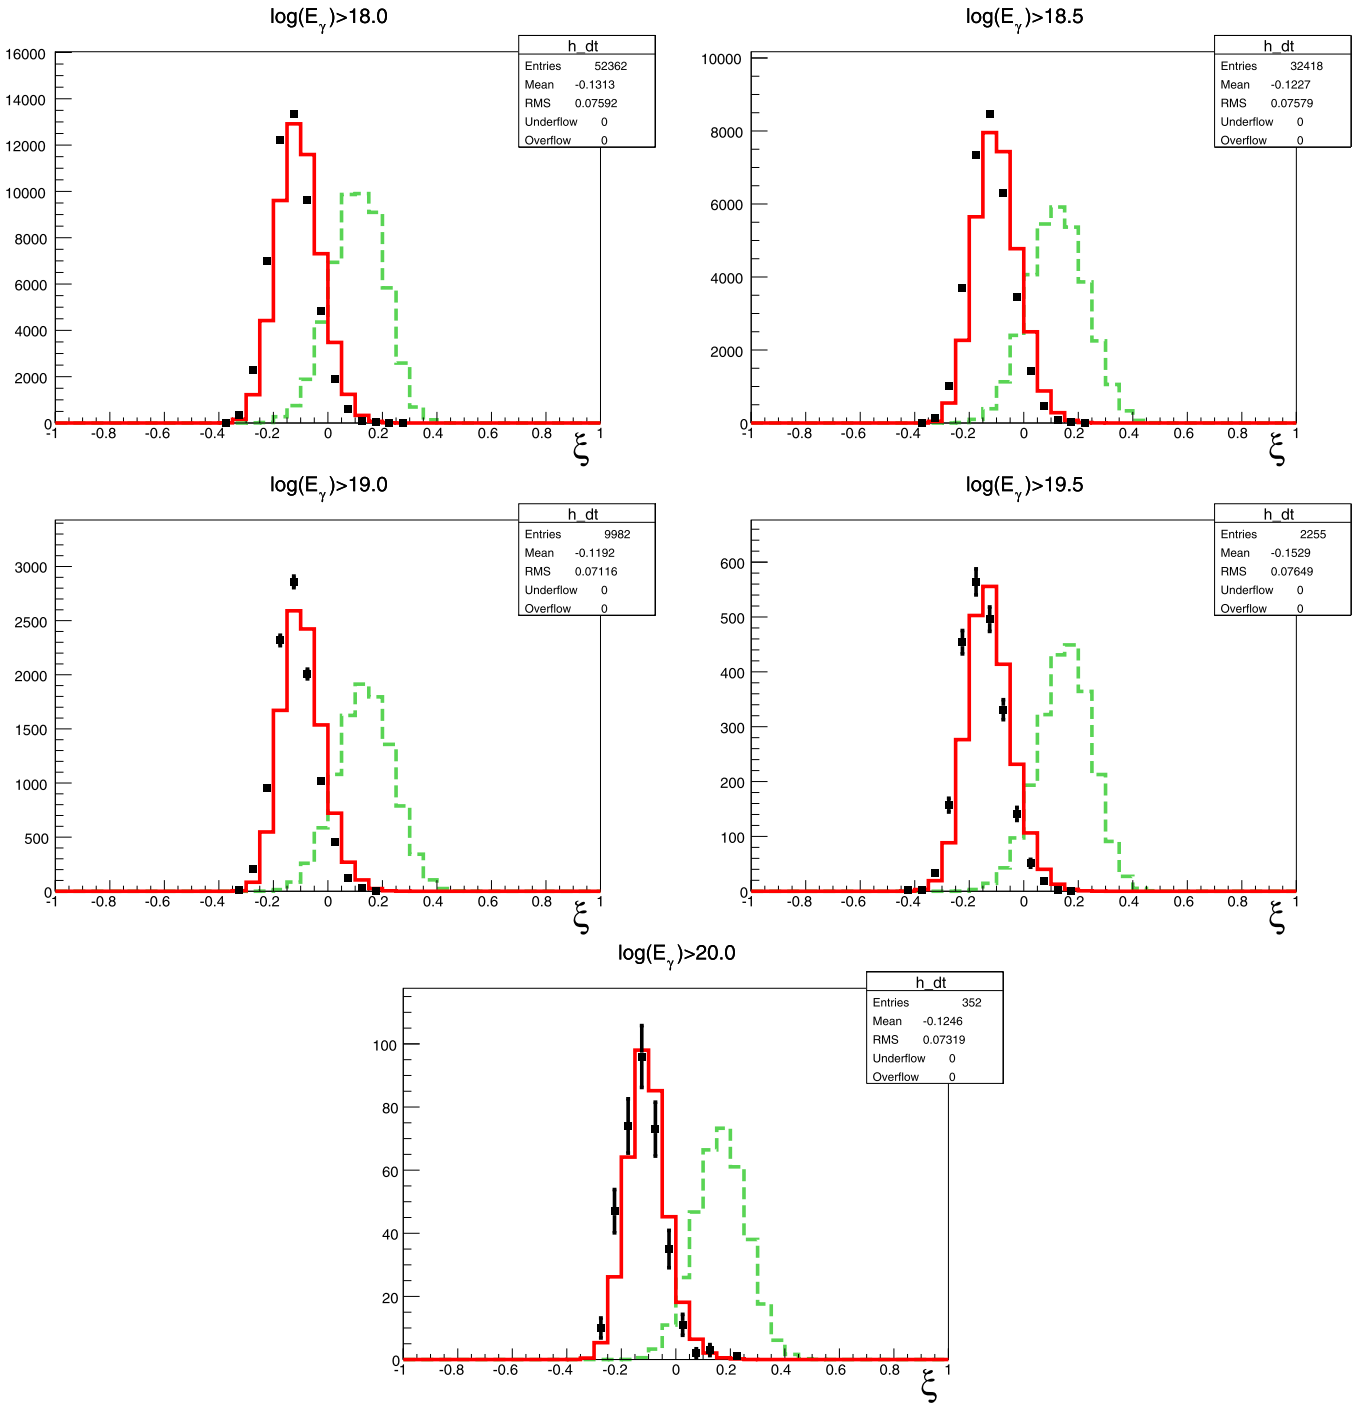 log(Eγ)>18.0
h_dt
Entries 52362
Mean -0.1313
RMS 0.07592
Underflow 0
Overflow 0
16000
14000
12000
10000
8000
6000
4000
2000
0
-1 -0.8 -0.6 -0.4 -0.2 0 0.2 0.4 0.6 0.8 1
ξ
log(Eγ)>18.5
h_dt
Entries 32418
Mean -0.1227
RMS 0.07579
Underflow 0
Overflow 0
10000
8000
6000
4000
2000
0
-1 -0.8 -0.6 -0.4 -0.2 0 0.2 0.4 0.6 0.8 1
ξ
log(Eγ)>19.0
h_dt
Entries 9982
Mean -0.1192
RMS 0.07116
Underflow 0
Overflow 0
3000
2500
2000
1500
1000
500
0
-1 -0.8 -0.6 -0.4 -0.2 0 0.2 0.4 0.6 0.8 1
ξ
log(Eγ)>19.5
h_dt
Entries 2255
Mean -0.1529
RMS 0.07649
Underflow 0
Overflow 0
600
500
400
300
200
100
0
-1 -0.8 -0.6 -0.4 -0.2 0 0.2 0.4 0.6 0.8 1
ξ
log(Eγ)>20.0
h_dt
Entries 352
Mean -0.1246
RMS 0.07319
Underflow 0
Overflow 0
100
80
60
40
20
0
-1 -0.8 -0.6 -0.4 -0.2 0 0.2 0.4 0.6 0.8 1
ξ